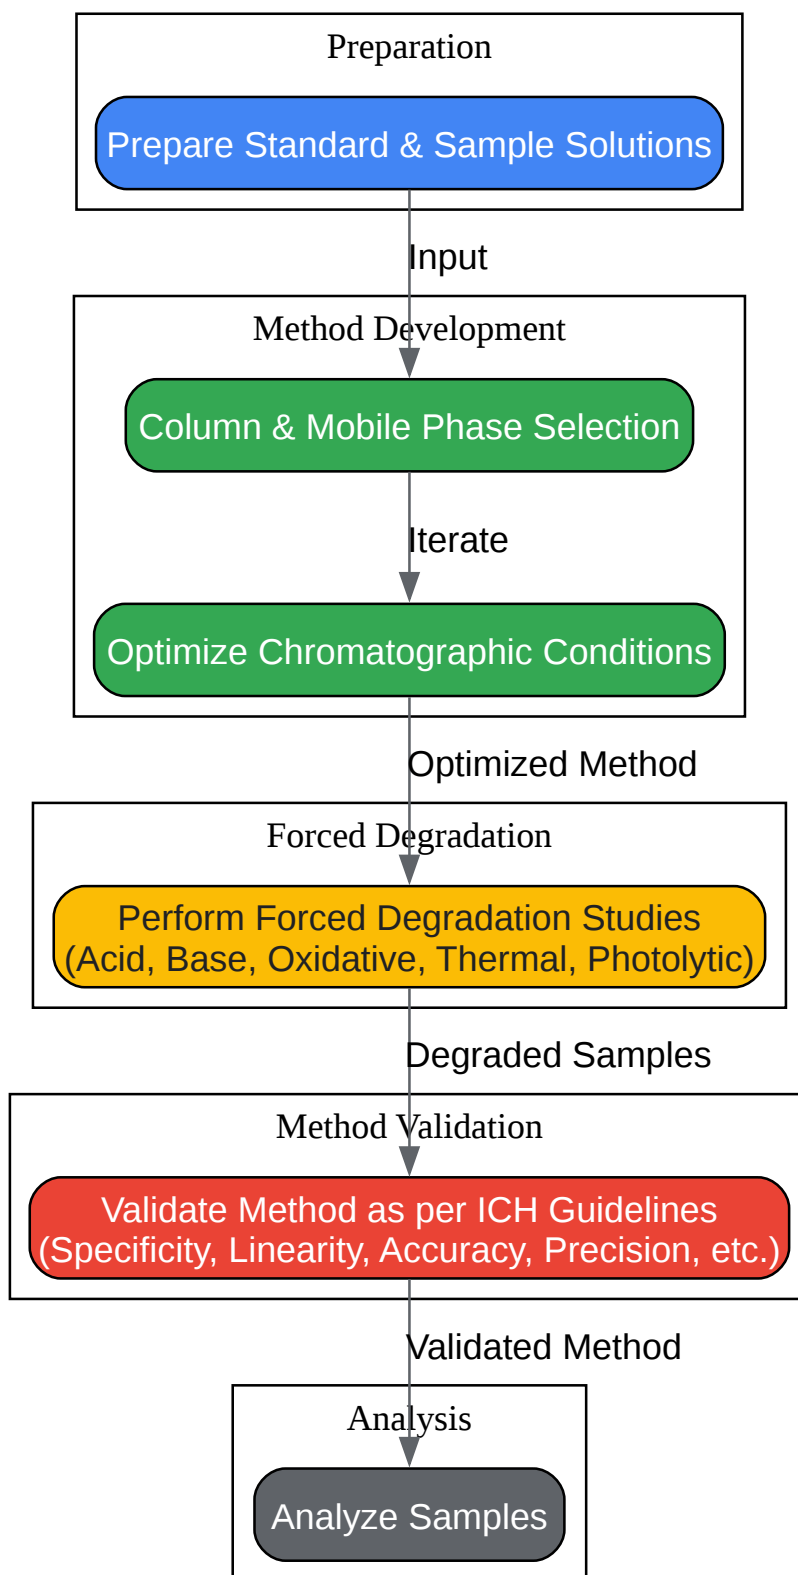 Preparation
Prepare Standard & Sample Solutions
Input
Method Development
Column & Mobile Phase Selection
Iterate
Optimize Chromatographic Conditions
Optimized Method
Forced Degradation
Perform Forced Degradation Studies
(Acid, Base, Oxidative, Thermal, Photolytic)
Degraded Samples
Method Validation
Validate Method as per ICH Guidelines
(Specificity, Linearity, Accuracy, Precision, etc.)
Validated Method
Analysis
Analyze Samples